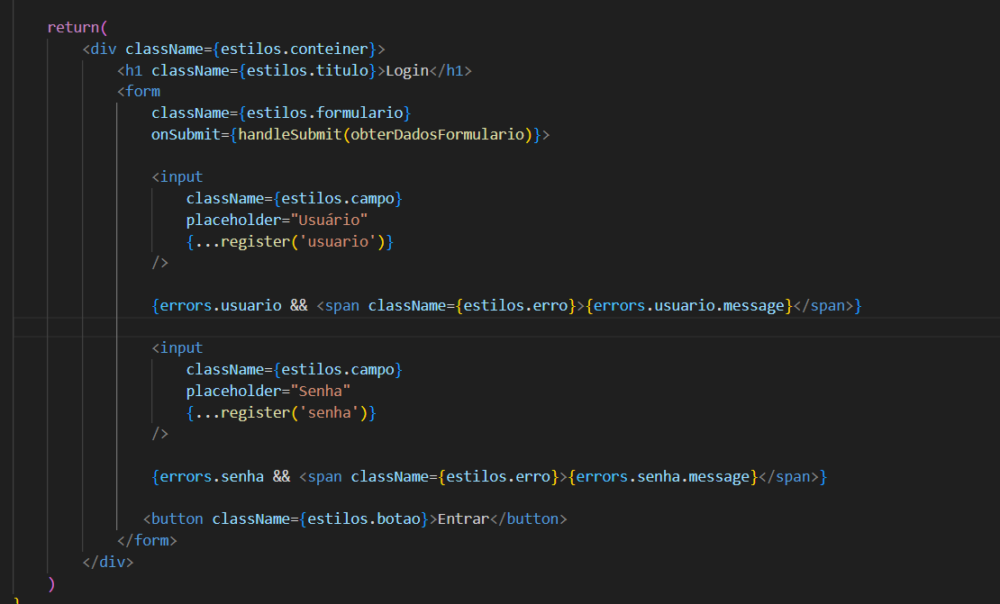 return(
<div className={estilos.conteiner}>
<h1 className={estilos.titulo}>Login</h1>
<form
className={estilos.formulario}
onSubmit={handleSubmit(obterDadosFormulario)}>
<input
className={estilos.campo}
placeholder="Usuário"
{...register('usuario')}
/>
{errors.usuario && <span className={estilos.erro}>{errors.usuario.message}</span>}
<input
className={estilos.campo}
placeholder="Senha"
{...register('senha')}
/>
{errors.senha && <span className={estilos.erro}>{errors.senha.message}</span>}
<button className={estilos.botao}>Entrar</button>
</form>
</div>
)
}